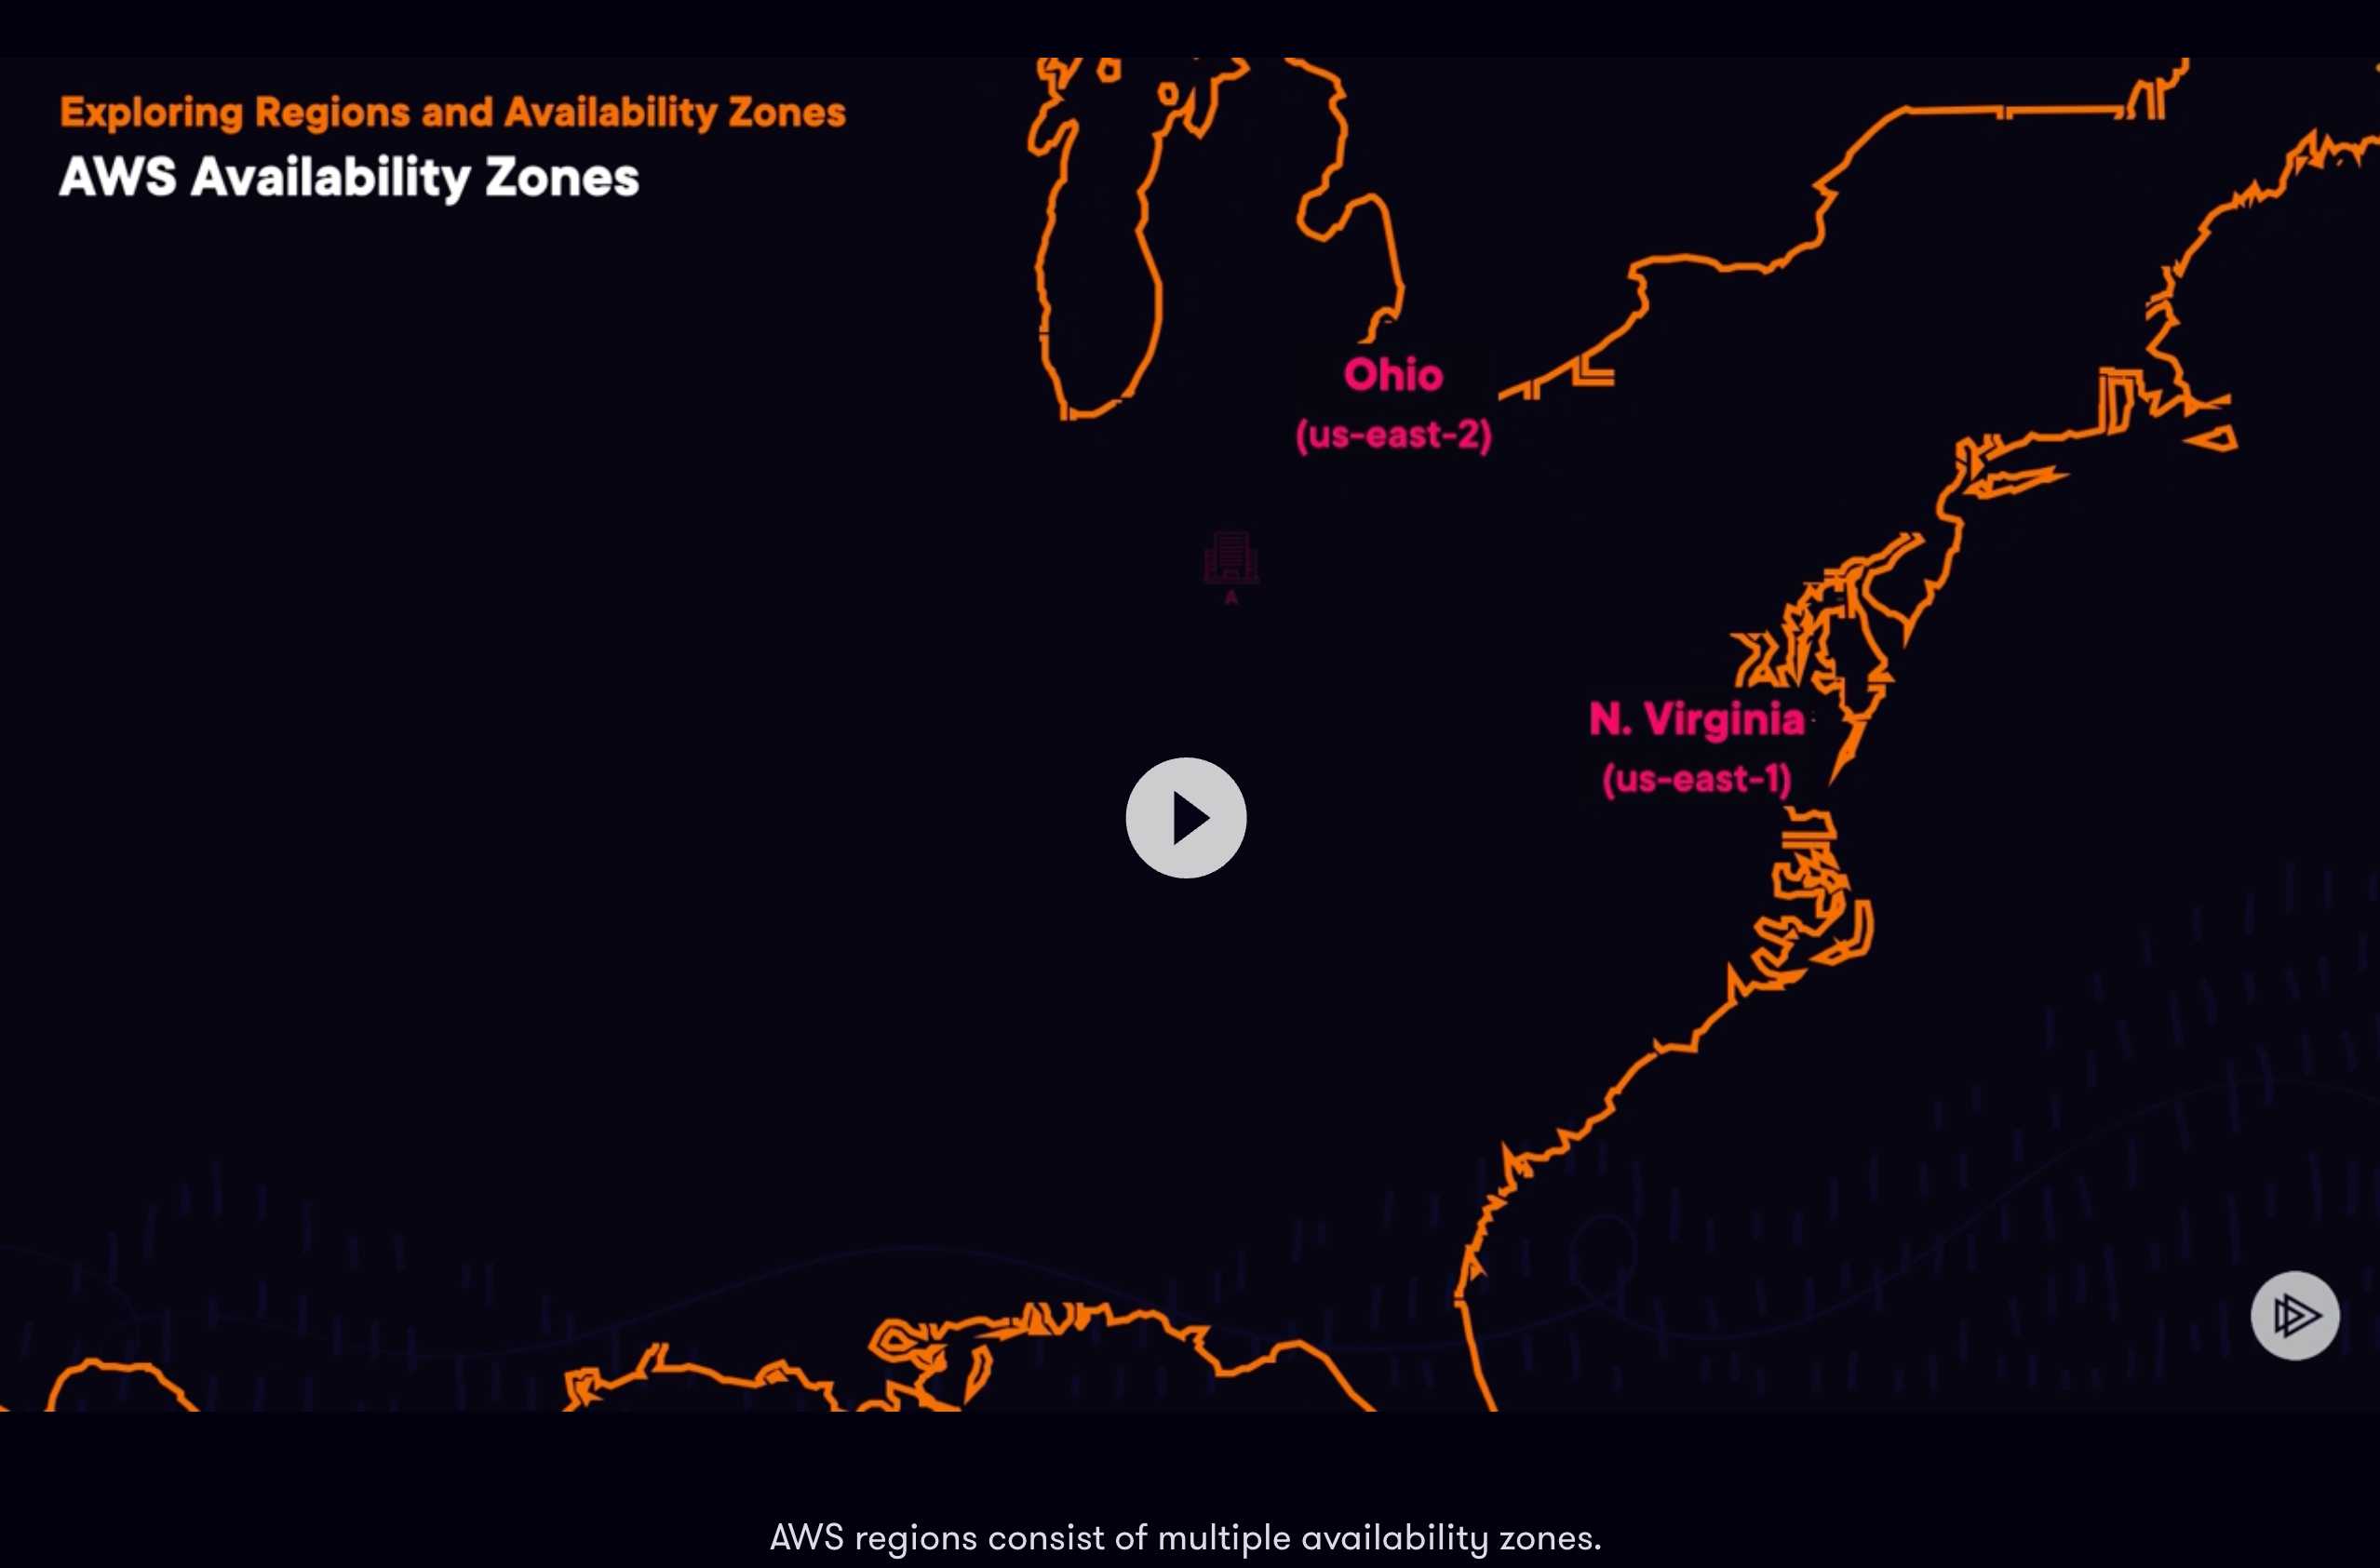 Exploring Regions and Availability Zones
AWS Availability Zones
Ohio
(us-east-2)
A
N. Virginia
(us-east-1)
AWS regions consist of multiple availability zones.